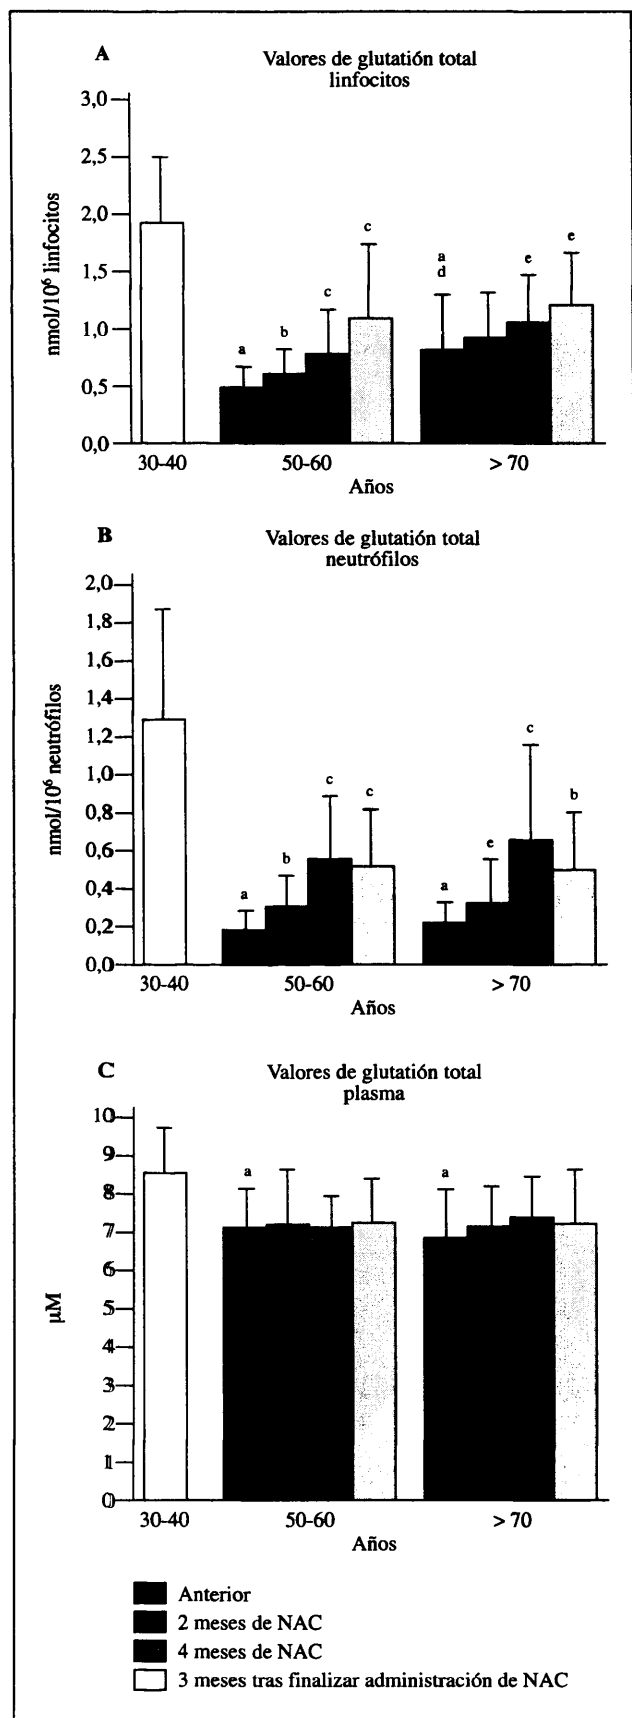 A
Valores de glutatión total
linfocitos
nmol/10⁶ linfocitos
3,0
2,5
2,0
1,5
1,0
0,5
0,0
a
b
c
c
a
d
e
e
30-40
50-60
> 70
Años
B
Valores de glutatión total
neutrófilos
nmol/10⁶ neutrófilos
2,0
1,8
1,6
1,4
1,2
1,0
0,8
0,6
0,4
0,2
0,0
a
b
c
c
a
e
c
b
30-40
50-60
> 70
Años
C
Valores de glutatión total
plasma
µM
10
9
8
7
6
5
4
3
2
1
0
a
a
30-40
50-60
> 70
Años
Anterior
2 meses de NAC
4 meses de NAC
3 meses tras finalizar administración de NAC